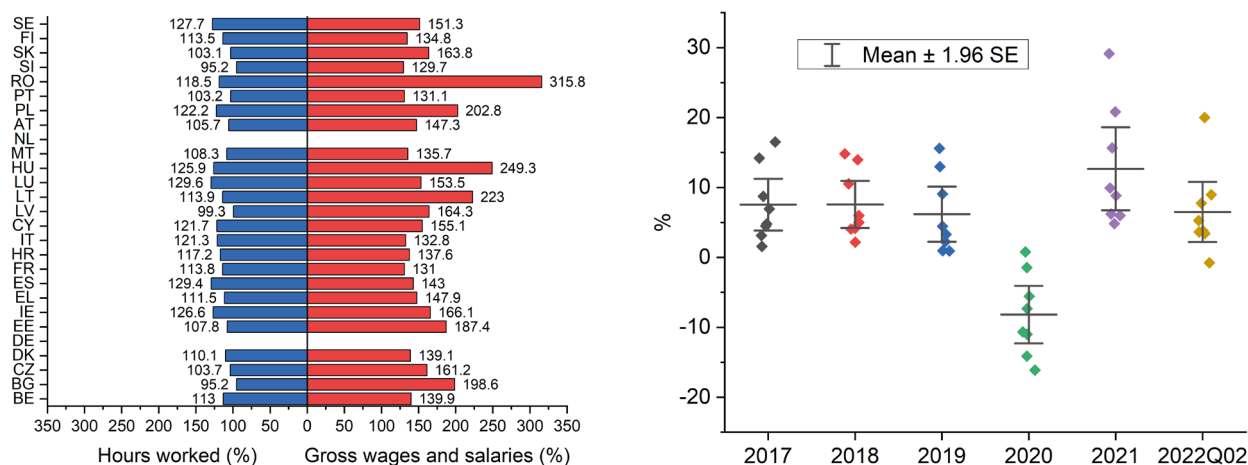 SE 127.7 151.3
FI 113.5 134.8
SK 103.1 163.8
SI 95.2 129.7
RO 118.5 315.8
PT 103.2 131.1
PL 122.2 202.8
AT 105.7 147.3
NL
MT 108.3 135.7
HU 125.9 249.3
LU 129.6 153.5
LT 113.9 223
LV 99.3 164.3
CY 121.7 155.1
IT 121.3 132.8
HR 117.2 137.6
FR 113.8 131
ES 129.4 143
EL 111.5 147.9
IE 126.6 166.1
EE 107.8 187.4
DE
DK 110.1 139.1
CZ 103.7 161.2
BG 95.2 198.6
BE 113 139.9
350 300 250 200 150 100 50 0 50 100 150 200 250 300 350
Hours worked (%) Gross wages and salaries (%)
Mean ± 1.96 SE
%
30
20
10
0
-10
-20
2017 2018 2019 2020 2021 2022Q02